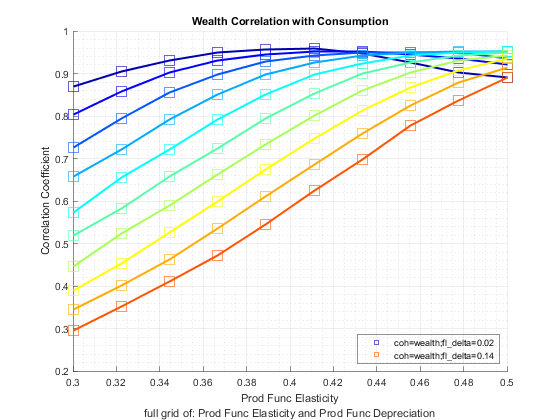 Wealth Correlation with Consumption
1
0.9
0.8
0.7
0.6
0.5
0.4
0.3
0.2
Correlation Coefficient
coh=wealth;fl_delta=0.02
coh=wealth;fl_delta=0.14
0.3 0.32 0.34 0.36 0.38 0.4 0.42 0.44 0.46 0.48 0.5
Prod Func Elasticity
full grid of: Prod Func Elasticity and Prod Func Depreciation